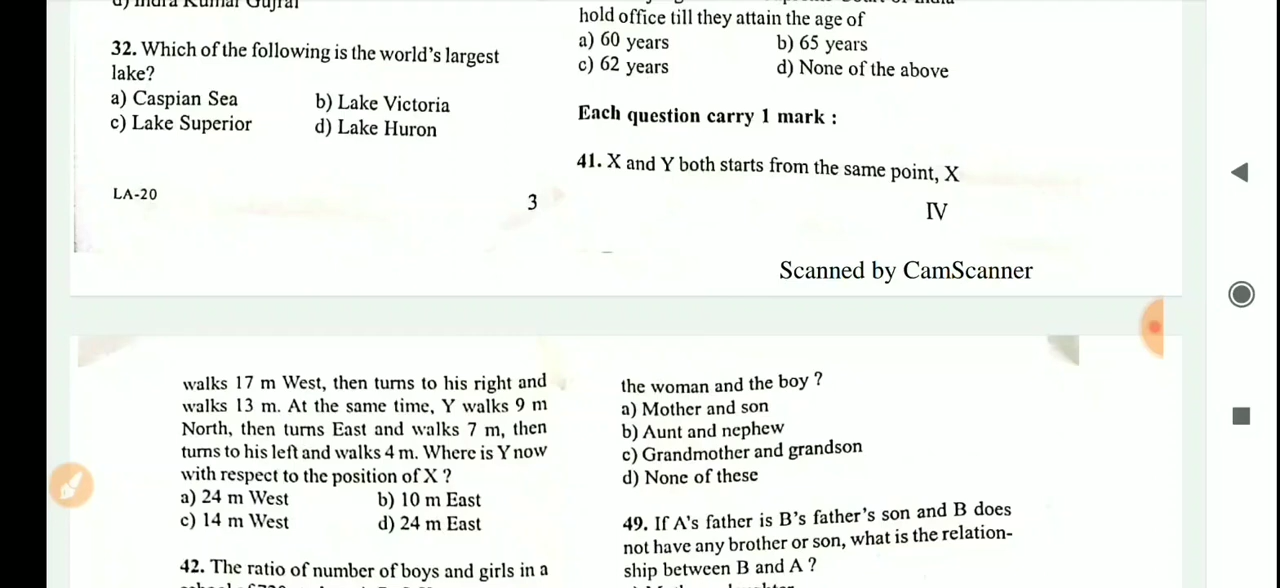 d) Indra Kumar Gujral
32. Which of the following is the world's largest
lake?
a) Caspian Sea
b) Lake Victoria
c) Lake Superior
d) Lake Huron
LA-20
3
hold office till they attain the age of
a) 60 years
b) 65 years
c) 62 years
d) None of the above
Each question carry 1 mark :
41. X and Y both starts from the same point, X
IV
Scanned by CamScanner
walks 17 m West, then turns to his right and
walks 13 m. At the same time, Y walks 9 m
North, then turns East and walks 7 m, then
turns to his left and walks 4 m. Where is Y now
with respect to the position of X ?
a) 24 m West
b) 10 m East
c) 14 m West
d) 24 m East
42. The ratio of number of boys and girls in a
the woman and the boy ?
a) Mother and son
b) Aunt and nephew
c) Grandmother and grandson
d) None of these
49. If A's father is B's father's son and B does
not have any brother or son, what is the relation-
ship between B and A ?